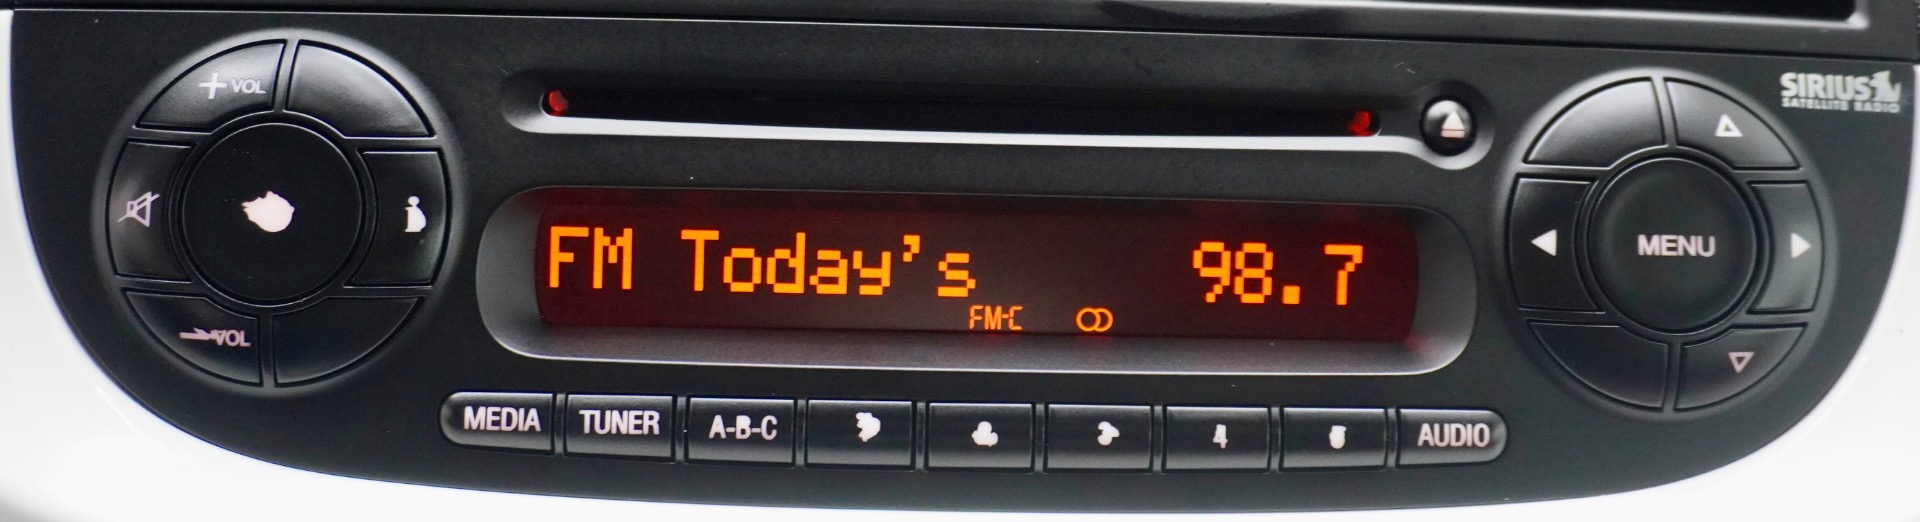 + VOL
SIRIUS
SATELLITE RADIO
MENU
FM Today's 98.7
FM-C
VOL
MEDIA TUNER A-B-C 4 AUDIO